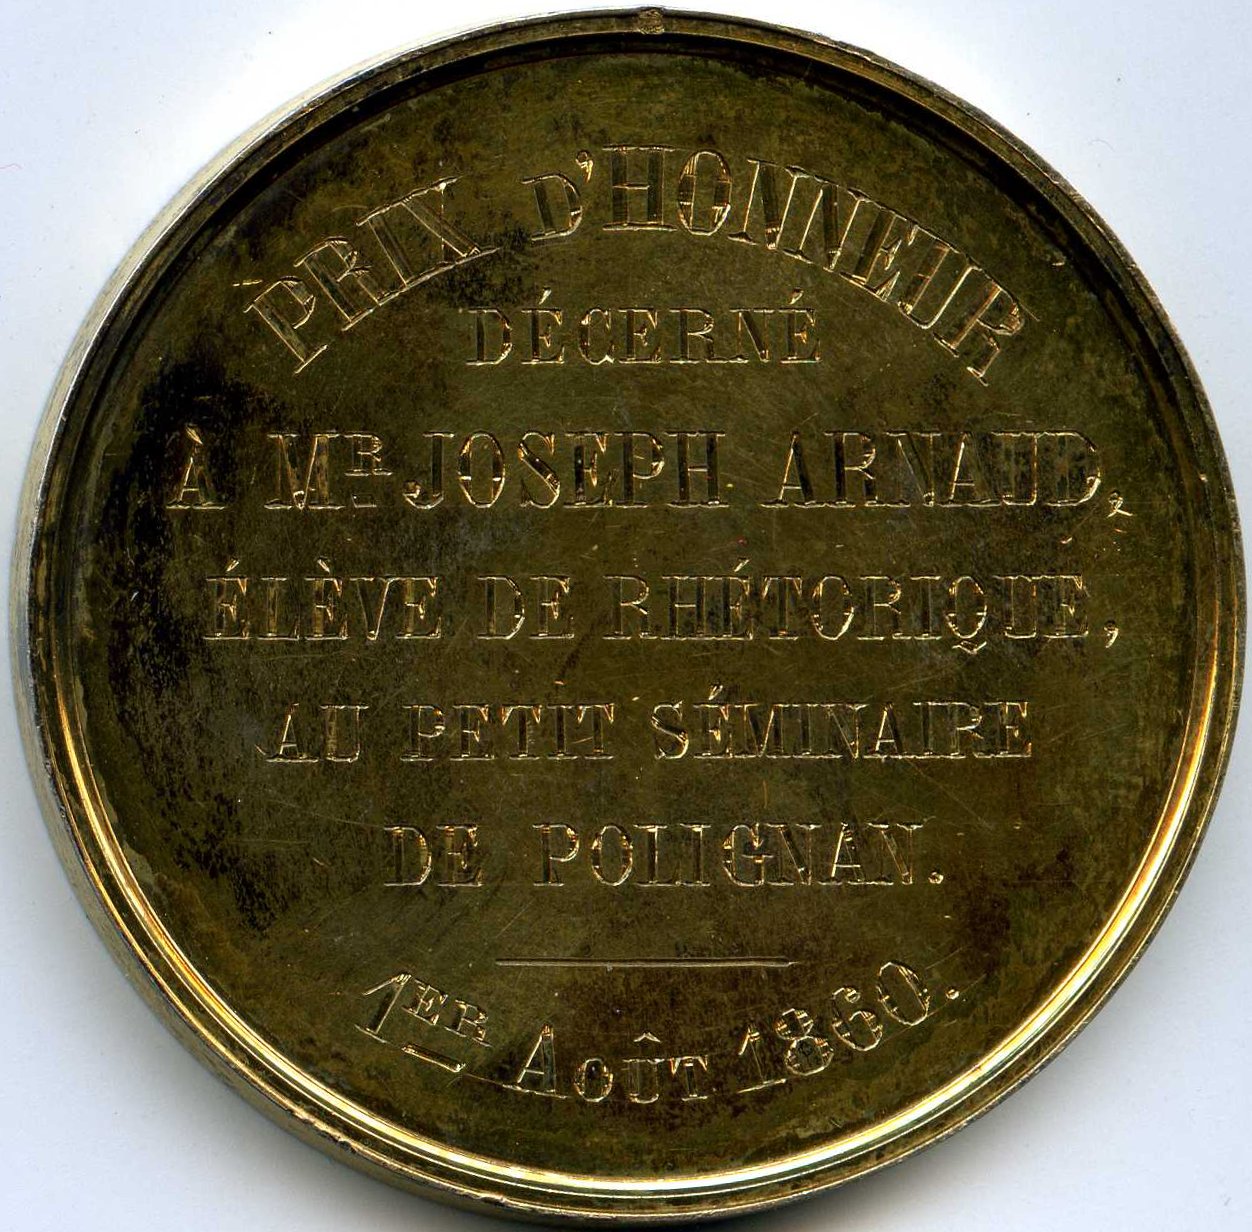 PRIX D'HONNEUR
DÉCERNÉ
À MR. JOSEPH ARNAUD,
ÉLÈVE DE RHÉTORIQUE,
AU PETIT SÉMINAIRE
DE POLIGNAN.
1ER AOÛT 1860.